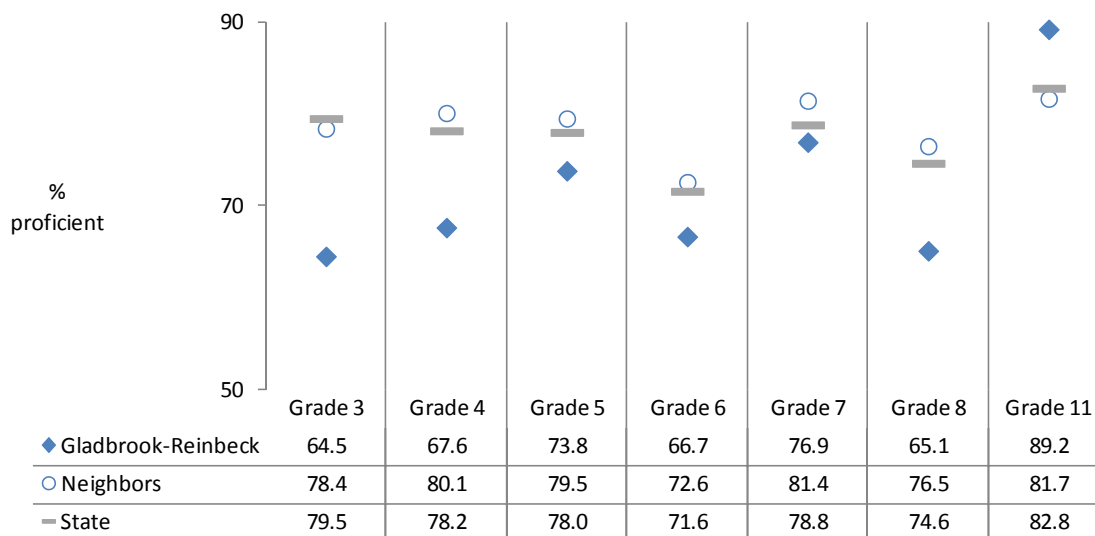 90
%
proficient
70
50
Grade 3 Grade 4 Grade 5 Grade 6 Grade 7 Grade 8 Grade 11
Gladbrook-Reinbeck 64.5 67.6 73.8 66.7 76.9 65.1 89.2
Neighbors 78.4 80.1 79.5 72.6 81.4 76.5 81.7
State 79.5 78.2 78.0 71.6 78.8 74.6 82.8